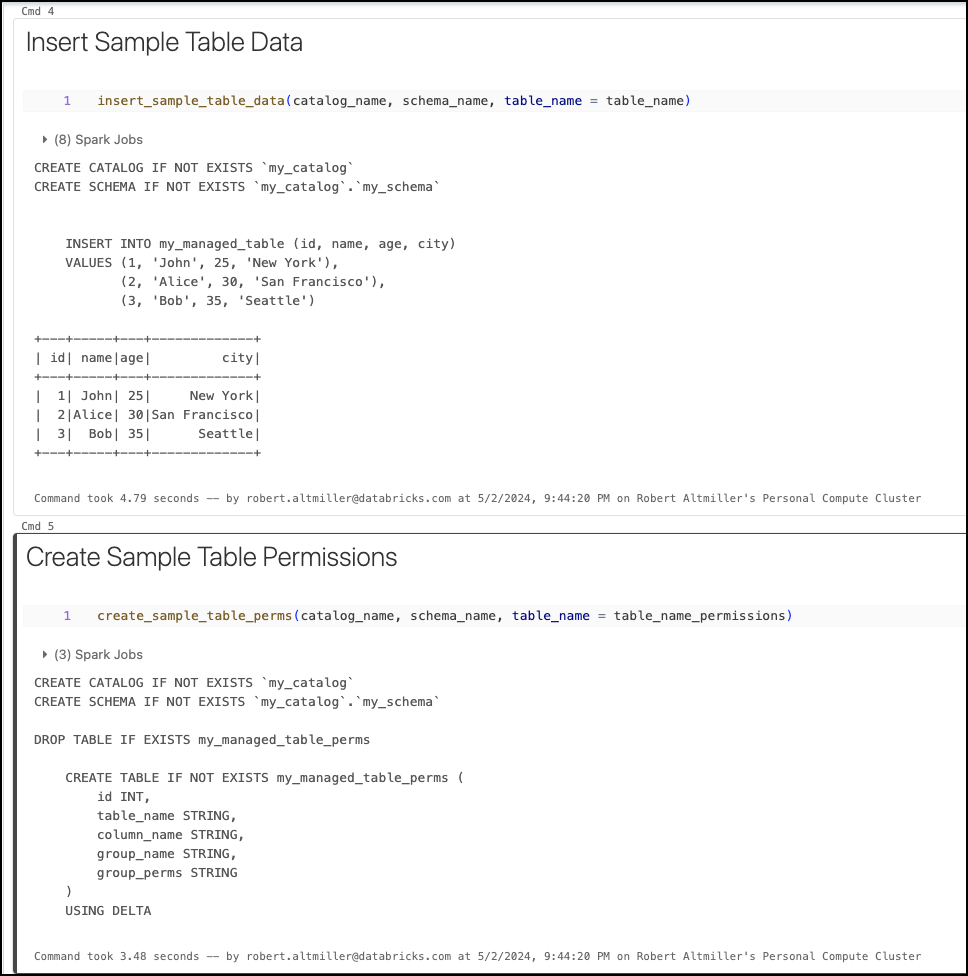 Cmd 4
Insert Sample Table Data
1 insert_sample_table_data(catalog_name, schema_name, table_name = table_name)
(8) Spark Jobs
CREATE CATALOG IF NOT EXISTS `my_catalog`
CREATE SCHEMA IF NOT EXISTS `my_catalog`.`my_schema`
INSERT INTO my_managed_table (id, name, age, city)
VALUES (1, 'John', 25, 'New York'),
(2, 'Alice', 30, 'San Francisco'),
(3, 'Bob', 35, 'Seattle')
+---+-----+---+-------------+
| id| name|age|         city|
+---+-----+---+-------------+
|  1| John| 25|     New York|
|  2|Alice| 30|San Francisco|
|  3|  Bob| 35|      Seattle|
+---+-----+---+-------------+
Command took 4.79 seconds -- by robert.altmiller@databricks.com at 5/2/2024, 9:44:20 PM on Robert Altmiller's Personal Compute Cluster
Cmd 5
Create Sample Table Permissions
1 create_sample_table_perms(catalog_name, schema_name, table_name = table_name_permissions)
(3) Spark Jobs
CREATE CATALOG IF NOT EXISTS `my_catalog`
CREATE SCHEMA IF NOT EXISTS `my_catalog`.`my_schema`
DROP TABLE IF EXISTS my_managed_table_perms
CREATE TABLE IF NOT EXISTS my_managed_table_perms (
id INT,
table_name STRING,
column_name STRING,
group_name STRING,
group_perms STRING
)
USING DELTA
Command took 3.48 seconds -- by robert.altmiller@databricks.com at 5/2/2024, 9:44:20 PM on Robert Altmiller's Personal Compute Cluster